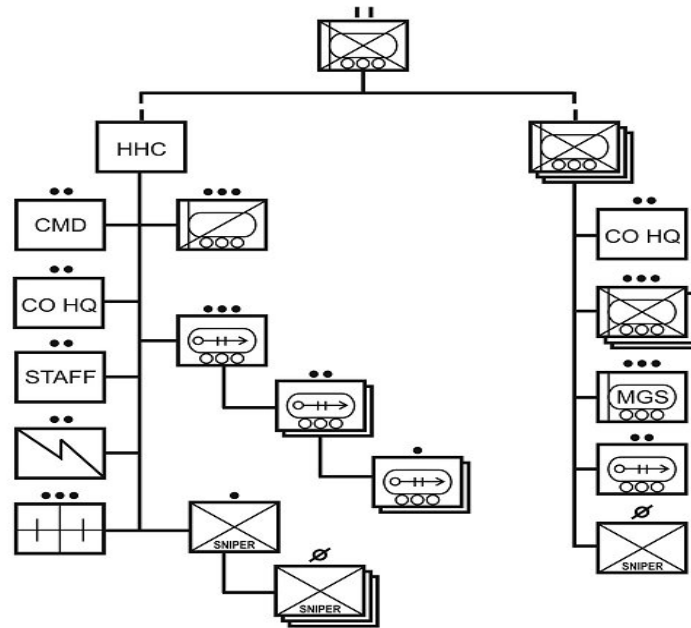 HHC
CMD
CO HQ
STAFF
SNIPER
SNIPER
CO HQ
MGS
SNIPER